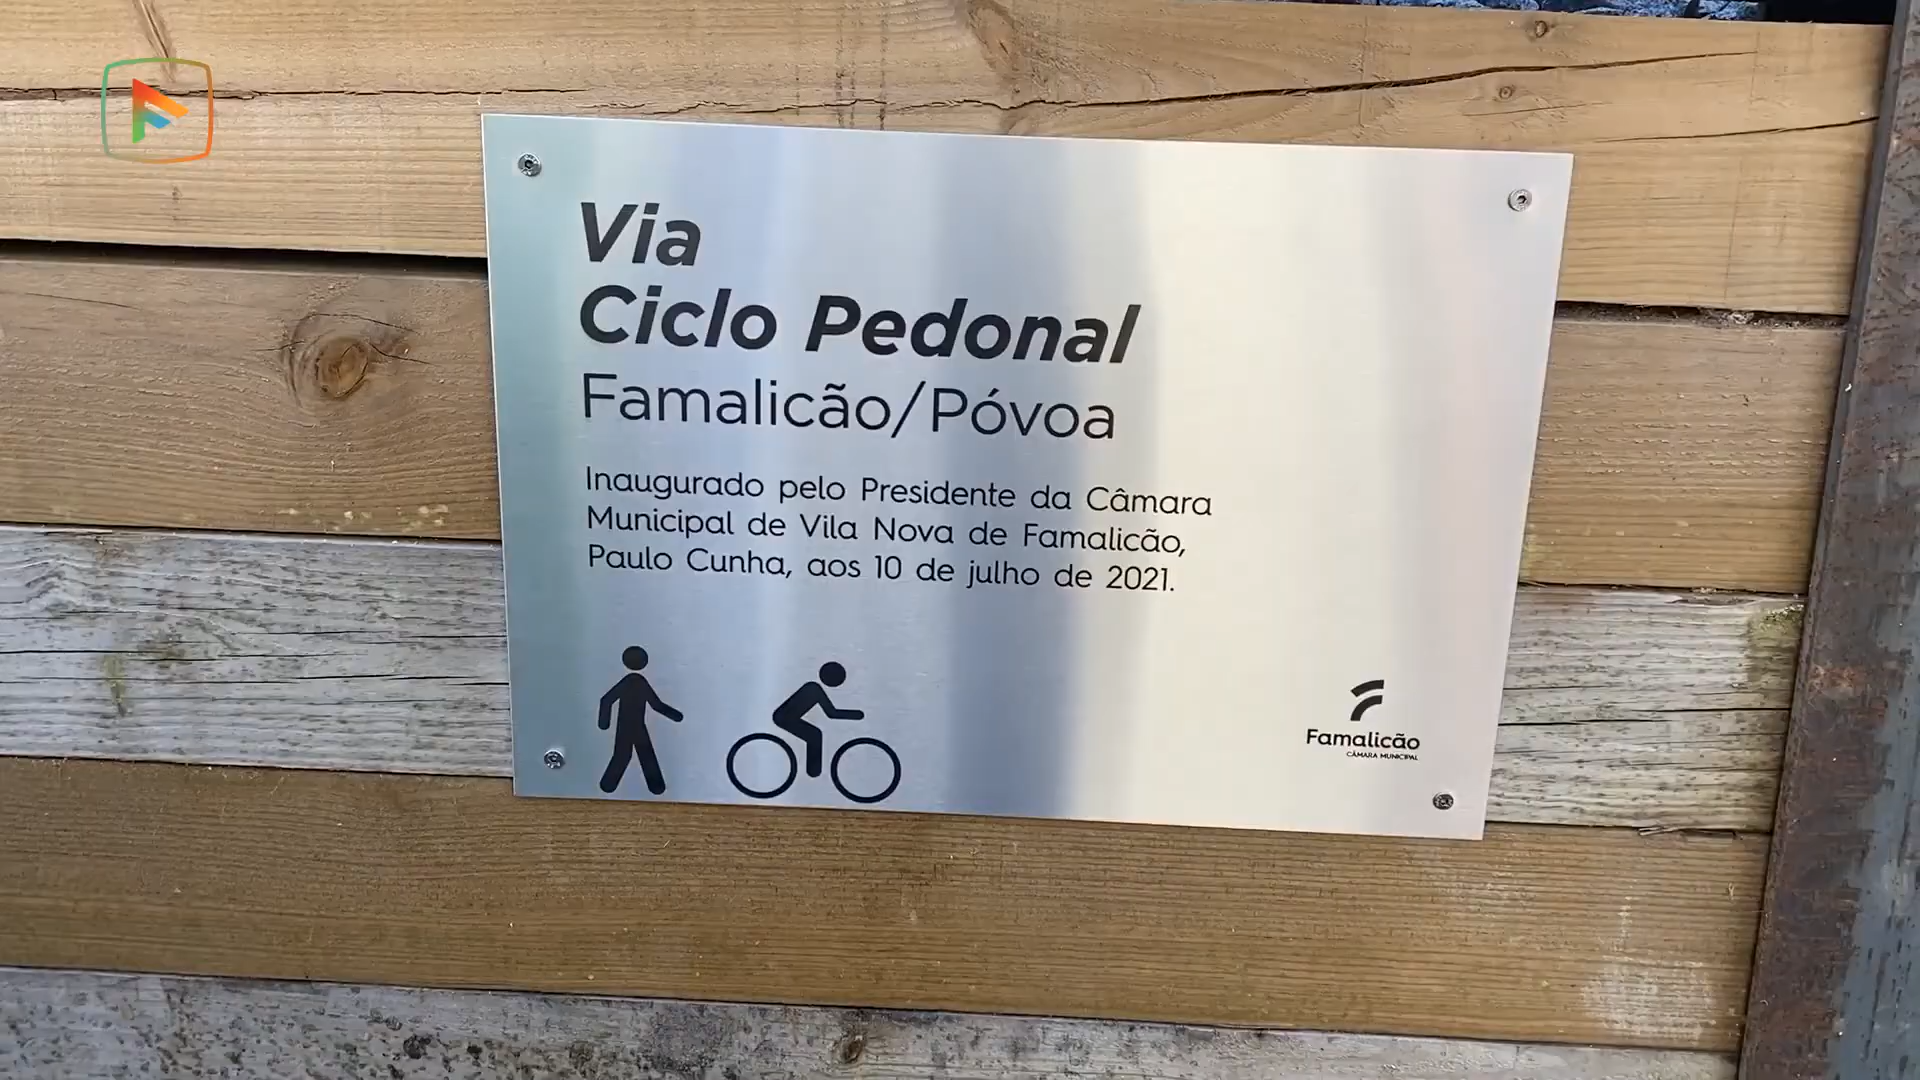 Via
Ciclo Pedonal
Famalicão/Póvoa
Inaugurado pelo Presidente da Câmara
Municipal de Vila Nova de Famalicão,
Paulo Cunha, aos 10 de julho de 2021.
Famalicão
CÂMARA MUNICIPAL